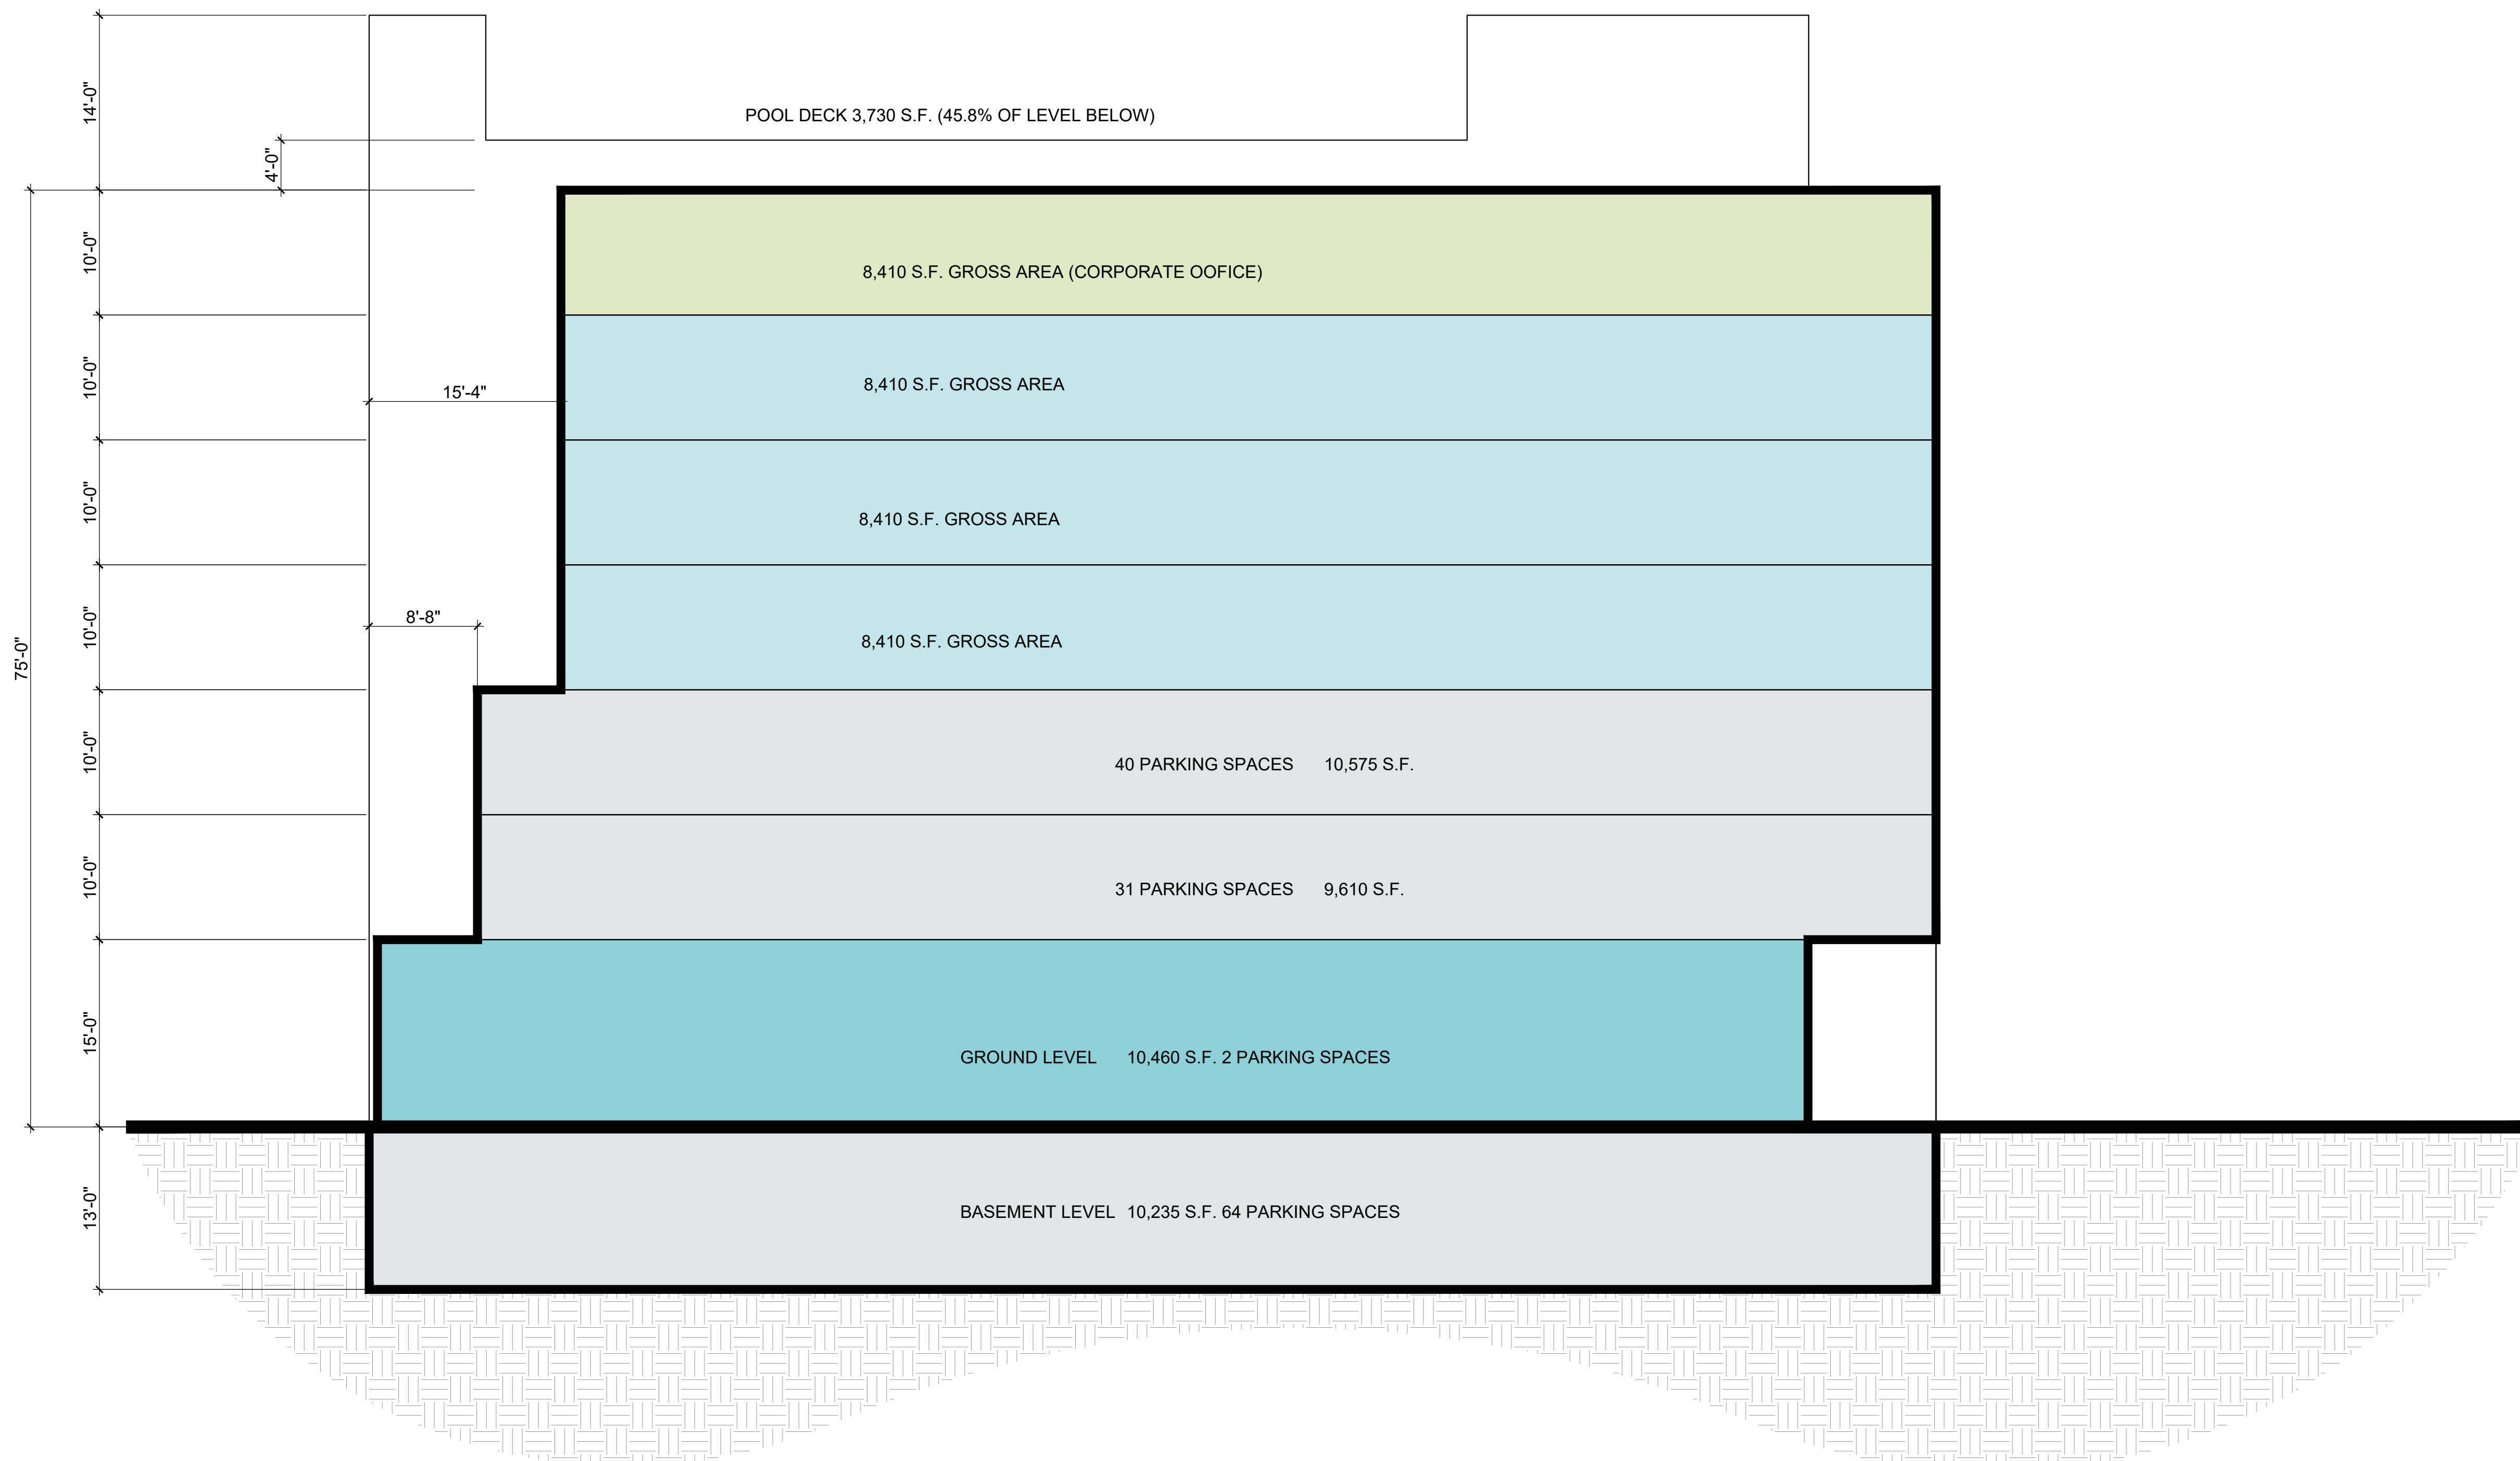 14'-0"
POOL DECK 3,730 S.F. (45.8% OF LEVEL BELOW)
4'-0"
10'-0"
8,410 S.F. GROSS AREA (CORPORATE OOFICE)
10'-0"
15'-4"
8,410 S.F. GROSS AREA
10'-0"
8,410 S.F. GROSS AREA
10'-0"
8'-8"
8,410 S.F. GROSS AREA
75'-0"
10'-0"
40 PARKING SPACES 10,575 S.F.
10'-0"
31 PARKING SPACES 9,610 S.F.
15'-0"
GROUND LEVEL 10,460 S.F. 2 PARKING SPACES
13'-0"
BASEMENT LEVEL 10,235 S.F. 64 PARKING SPACES